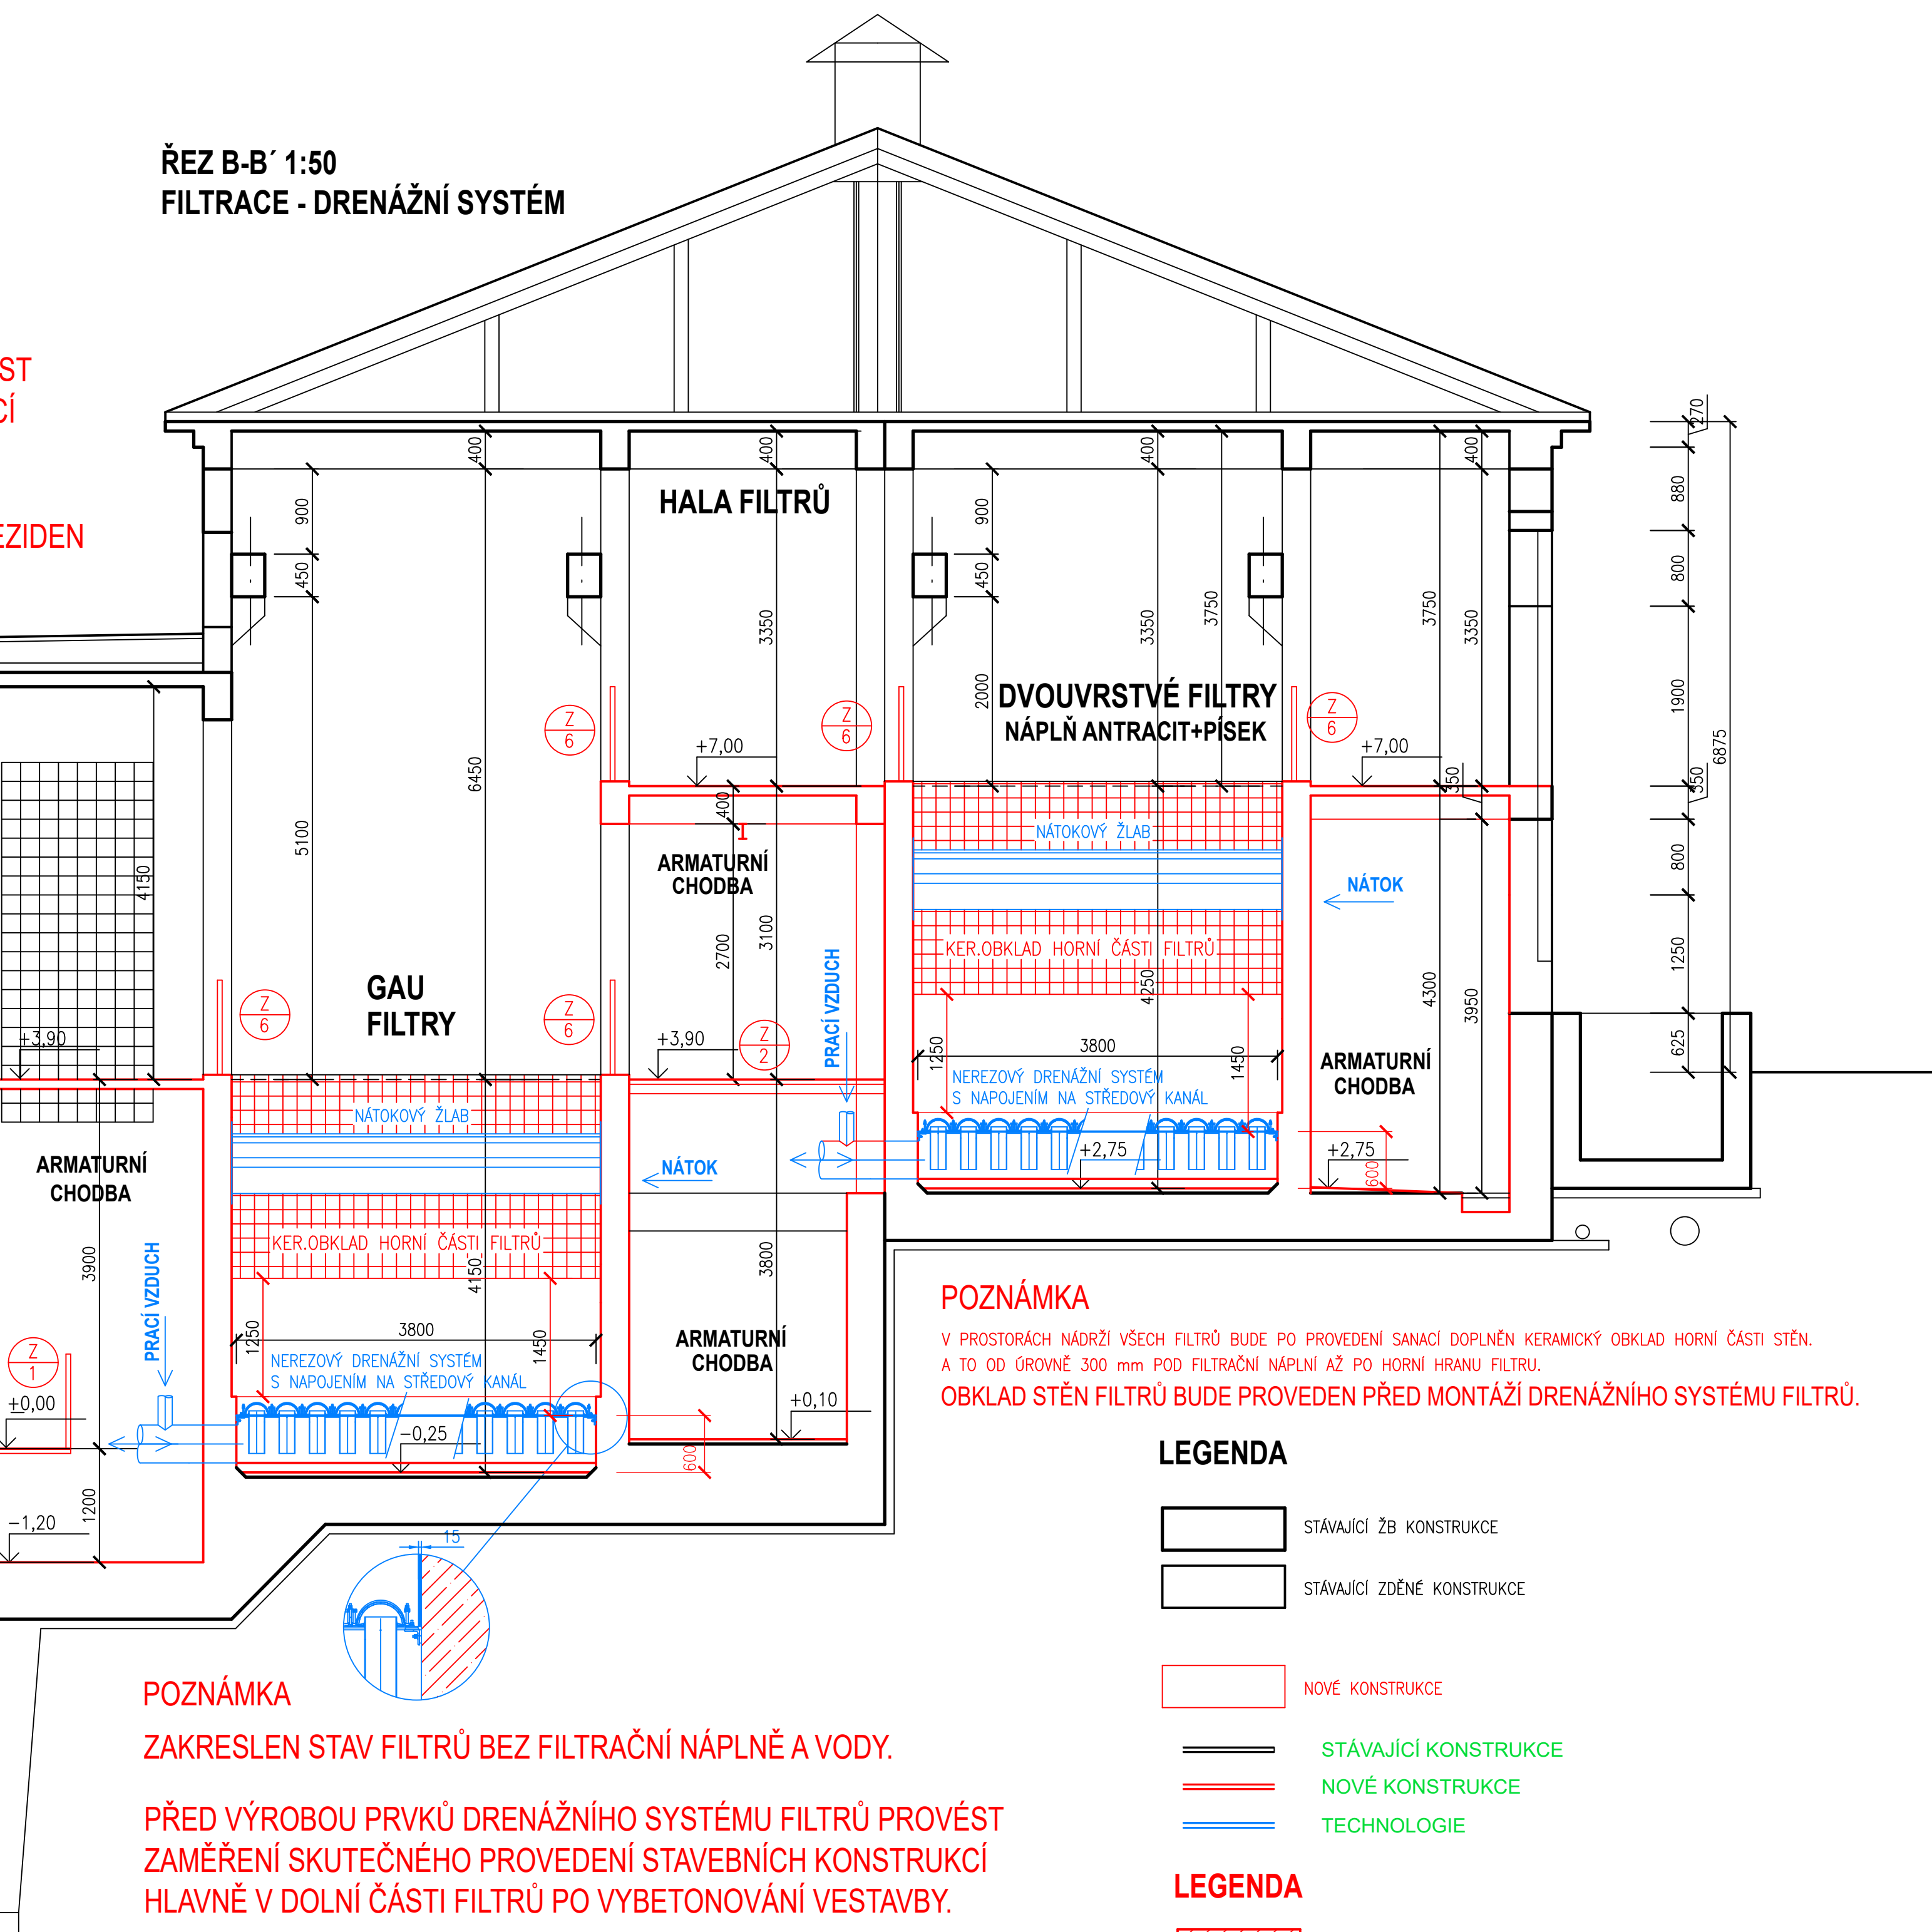 ŘEZ B-B´ 1:50
FILTRACE - DRENÁŽNÍ SYSTÉM
ST
CÍ
EZIDEN
400
400
400
400
270
900
450
5100
6450
HALA FILTRŮ
3350
900
450
2000
3350
3750
3750
3350
880
800
1900
6875
350
800
1250
625
DVOUVRSTVÉ FILTRY
NÁPLŇ ANTRACIT+PÍSEK
Z
6
Z
6
Z
6
+7,00
+7,00
350
400
4150
ARMATURNÍ
CHODBA
2700
3100
NÁTOKOVÝ ŽLAB
NÁTOK
KER.OBKLAD HORNÍ ČÁSTI FILTRŮ
4250
4300
3950
GAU
FILTRY
Z
6
Z
6
+3,90
+3,90
Z
2
PRACÍ VZDUCH
1250
3800
1450
NEREZOVÝ DRENÁŽNÍ SYSTÉM
S NAPOJENÍM NA STŘEDOVÝ KANÁL
ARMATURNÍ
CHODBA
+2,75
+2,75
600
ARMATURNÍ
CHODBA
3900
NÁTOKOVÝ ŽLAB
NÁTOK
KER.OBKLAD HORNÍ ČÁSTI FILTRŮ
4150
3800
PRACÍ VZDUCH
1250
3800
1450
NEREZOVÝ DRENÁŽNÍ SYSTÉM
S NAPOJENÍM NA STŘEDOVÝ KANÁL
ARMATURNÍ
CHODBA
Z
1
+0,00
+0,10
-0,25
600
1200
-1,20
15
POZNÁMKA
V PROSTORÁCH NÁDRŽÍ VŠECH FILTRŮ BUDE PO PROVEDENÍ SANACÍ DOPLNĚN KERAMICKÝ OBKLAD HORNÍ ČÁSTI STĚN.
A TO OD ÚROVNĚ 300 mm POD FILTRAČNÍ NÁPLNÍ AŽ PO HORNÍ HRANU FILTRU.
OBKLAD STĚN FILTRŮ BUDE PROVEDEN PŘED MONTÁŽÍ DRENÁŽNÍHO SYSTÉMU FILTRŮ.
LEGENDA
STÁVAJÍCÍ ŽB KONSTRUKCE
STÁVAJÍCÍ ZDĚNÉ KONSTRUKCE
NOVÉ KONSTRUKCE
STÁVAJÍCÍ KONSTRUKCE
NOVÉ KONSTRUKCE
TECHNOLOGIE
LEGENDA
POZNÁMKA
ZAKRESLEN STAV FILTRŮ BEZ FILTRAČNÍ NÁPLNĚ A VODY.
PŘED VÝROBOU PRVKŮ DRENÁŽNÍHO SYSTÉMU FILTRŮ PROVÉST
ZAMĚŘENÍ SKUTEČNÉHO PROVEDENÍ STAVEBNÍCH KONSTRUKCÍ
HLAVNĚ V DOLNÍ ČÁSTI FILTRŮ PO VYBETONOVÁNÍ VESTAVBY.